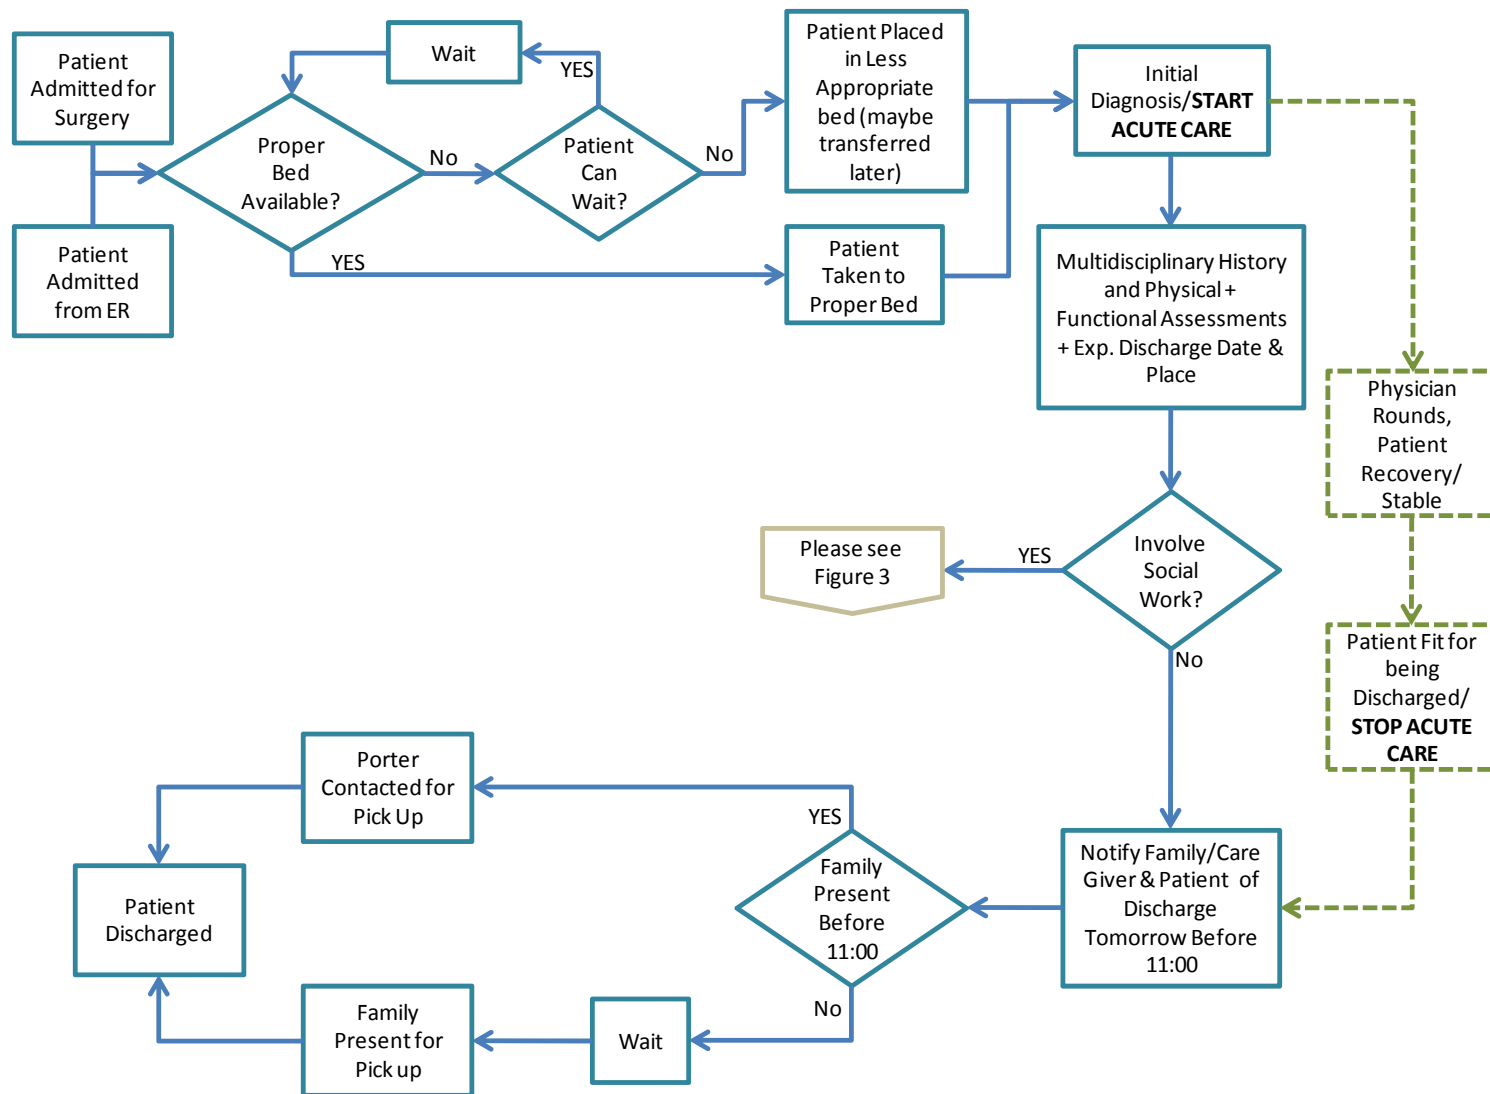 Patient
Admitted for
Surgery
Wait
YES
Proper
Bed
Available?
No
Patient
Can
Wait?
No
Patient Placed
in Less
Appropriate
bed (maybe
transferred
later)
Initial
Diagnosis/START
ACUTE CARE
Patient
Admitted
from ER
YES
Patient
Taken to
Proper Bed
Multidisciplinary History
and Physical +
Functional Assessments
+ Exp. Discharge Date &
Place
Physician
Rounds,
Patient
Recovery/
Stable
Please see
Figure 3
YES
Involve
Social
Work?
No
Patient Fit for
being
Discharged/
STOP ACUTE
CARE
Porter
Contacted for
Pick Up
YES
Patient
Discharged
Family
Present
Before
11:00
Notify Family/Care
Giver & Patient of
Discharge
Tomorrow Before
11:00
No
Family
Present for
Pick up
Wait